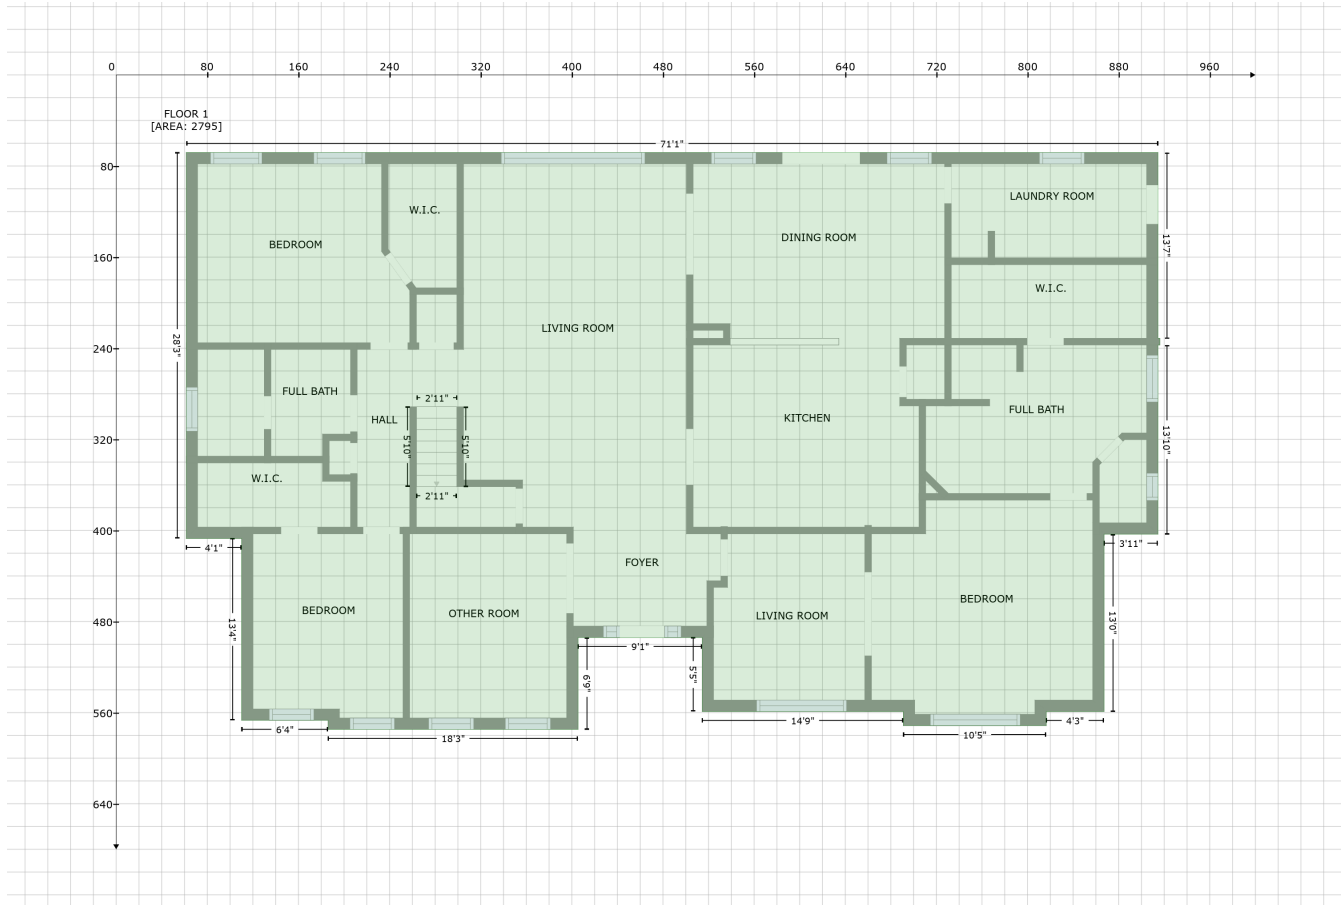 0 80 160 240 320 400 480 560 640 720 800 880 960
FLOOR 1
[AREA: 2795]
71'1"
80
LAUNDRY ROOM
W.I.C.
DINING ROOM
BEDROOM
13'7"
160
W.I.C.
LIVING ROOM
28'3"
240
FULL BATH
2'11"
HALL
KITCHEN
FULL BATH
320
5'10"
5'10"
13'10"
W.I.C.
2'11"
400
4'1"
3'11"
FOYER
BEDROOM
BEDROOM
OTHER ROOM
LIVING ROOM
480
13'4"
13'0"
9'1"
5'5"
6'9"
560
14'9"
4'3"
6'4"
10'5"
18'3"
640